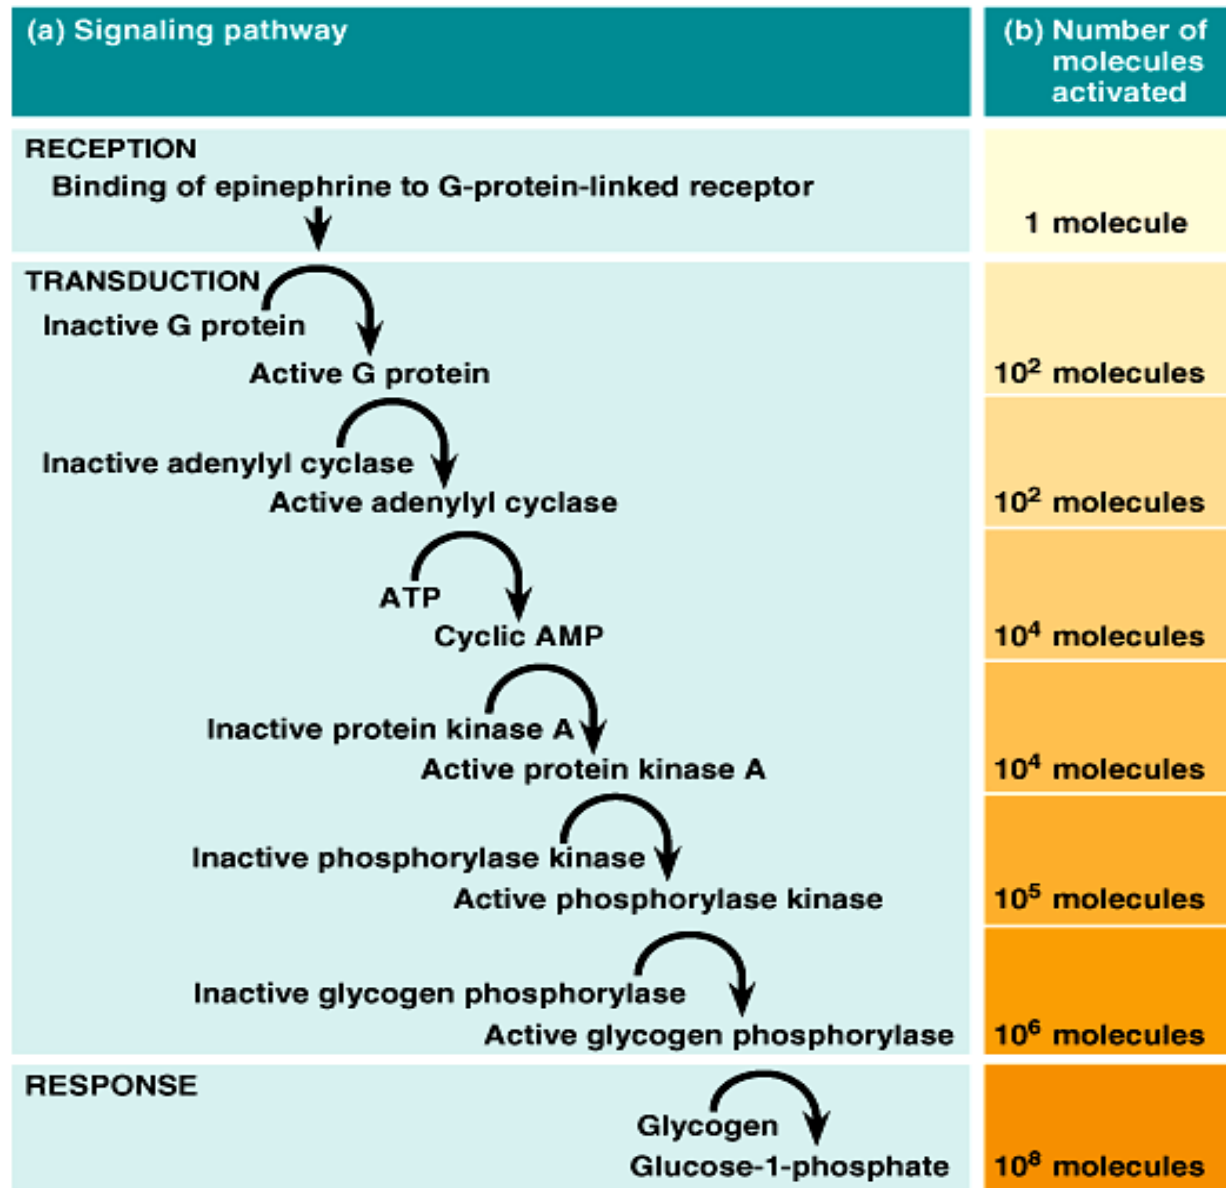 (a) Signaling pathway
(b) Number of
molecules
activated
RECEPTION
Binding of epinephrine to G-protein-linked receptor
1 molecule
TRANSDUCTION
Inactive G protein
Active G protein
10² molecules
Inactive adenylyl cyclase
Active adenylyl cyclase
10² molecules
ATP
Cyclic AMP
10⁴ molecules
Inactive protein kinase A
Active protein kinase A
10⁴ molecules
Inactive phosphorylase kinase
Active phosphorylase kinase
10⁵ molecules
Inactive glycogen phosphorylase
Active glycogen phosphorylase
10⁶ molecules
RESPONSE
Glycogen
Glucose-1-phosphate
10⁸ molecules